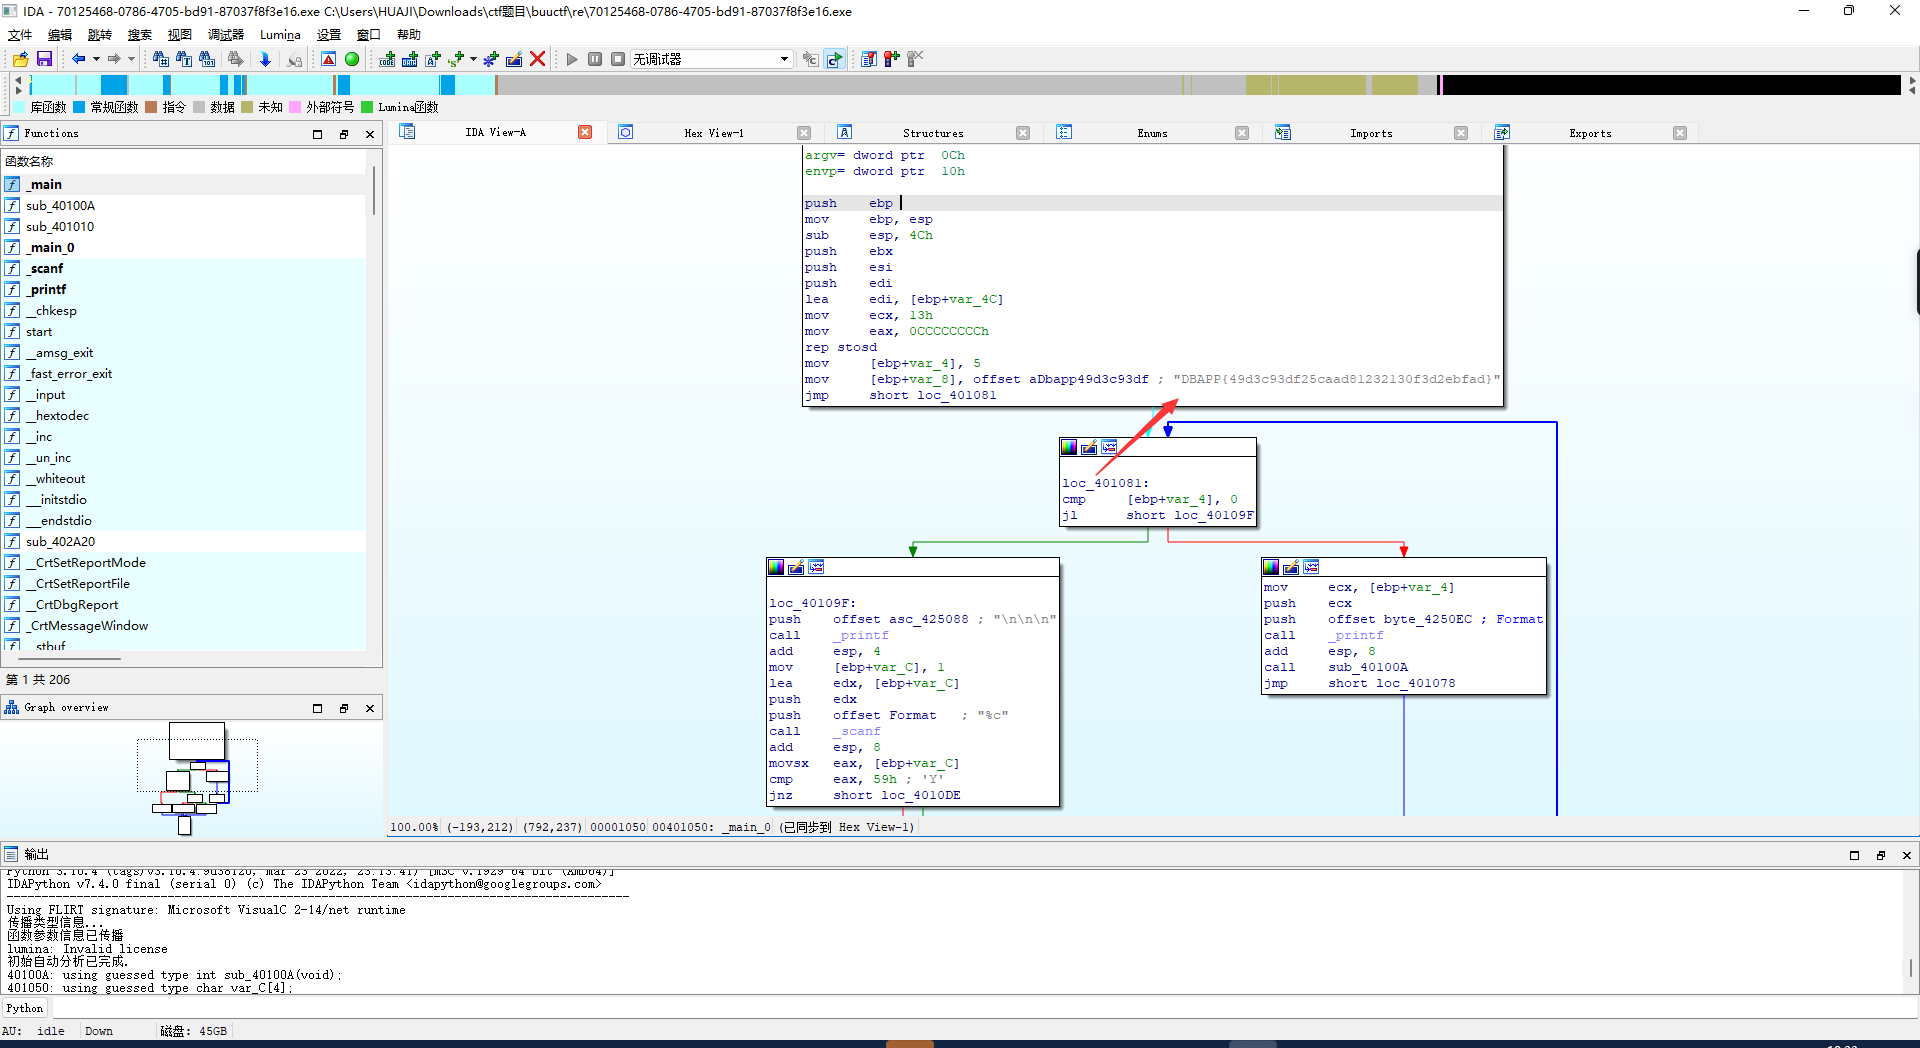 IDA - 70125468-0786-4705-bd91-87037f8f3e16.exe C:\Users\HUAJI\Downloads\ctf题目\buuctf\re\70125468-0786-4705-bd91-87037f8f3e16.exe
文件 编辑 跳转 搜索 视图 调试器 Lumina 设置 窗口 帮助
无调试器
库函数 常规函数 指令 数据 未知 外部符号 Lumina函数
Functions
IDA View-A Hex View-1 Structures Enums Imports Exports
函数名称
_main
sub_40100A
sub_401010
_main_0
_scanf
_printf
__chkesp
start
__amsg_exit
_fast_error_exit
__input
__hextodec
__inc
__un_inc
__whiteout
___initstdio
___endstdio
sub_402A20
__CrtSetReportMode
__CrtSetReportFile
__CrtDbgReport
_CrtMessageWindow
__stbuf
第 1 共 206
Graph overview
argv= dword ptr  0Ch
envp= dword ptr  10h
push ebp
mov ebp, esp
sub esp, 4Ch
push ebx
push esi
push edi
lea edi, [ebp+var_4C]
mov ecx, 13h
mov eax, 0CCCCCCCCh
rep stosd
mov [ebp+var_4], 5
mov [ebp+var_8], offset aDbapp49d3c93df ; "DBAPP{49d3c93df25caad81232130f3d2ebfad}"
jmp short loc_401081
loc_401081:
cmp [ebp+var_4], 0
jl short loc_40109F
loc_40109F:
push offset asc_425088 ; "\n\n\n"
call _printf
add esp, 4
mov [ebp+var_C], 1
lea edx, [ebp+var_C]
push edx
push offset Format ; "%c"
call _scanf
add esp, 8
movsx eax, [ebp+var_C]
cmp eax, 59h ; 'Y'
jnz short loc_4010DE
mov ecx, [ebp+var_4]
push ecx
push offset byte_4250EC ; Format
call _printf
add esp, 8
call sub_40100A
jmp short loc_401078
100.00% (-193,212) (792,237) 00001050 00401050: _main_0 (已同步到 Hex View-1)
输出
Python 3.10.4 (tags/v3.10.4:9d38120, Mar 23 2022, 23:13:41) [MSC v.1929 64 bit (AMD64)]
IDAPython v7.4.0 final (serial 0) (c) The IDAPython Team <idapython@googlegroups.com>
Using FLIRT signature: Microsoft VisualC 2-14/net runtime
传播类型信息...
函数参数信息已传播
lumina: Invalid license
初始自动分析已完成.
40100A: using guessed type int sub_40100A(void);
401050: using guessed type char var_C[4];
Python
AU: idle Down 磁盘: 45GB